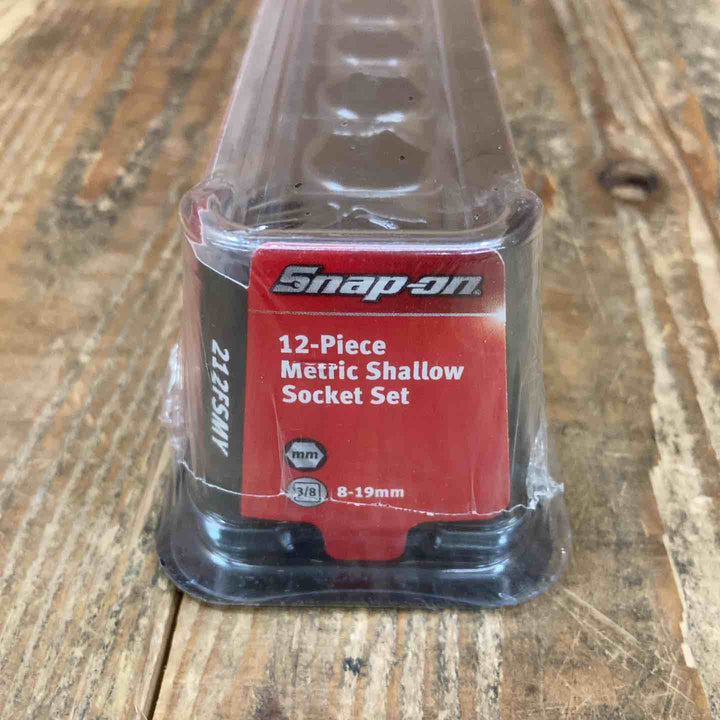 Snap-on
12-Piece
Metric Shallow
Socket Set
mm
3/8 8-19mm
212FSMY